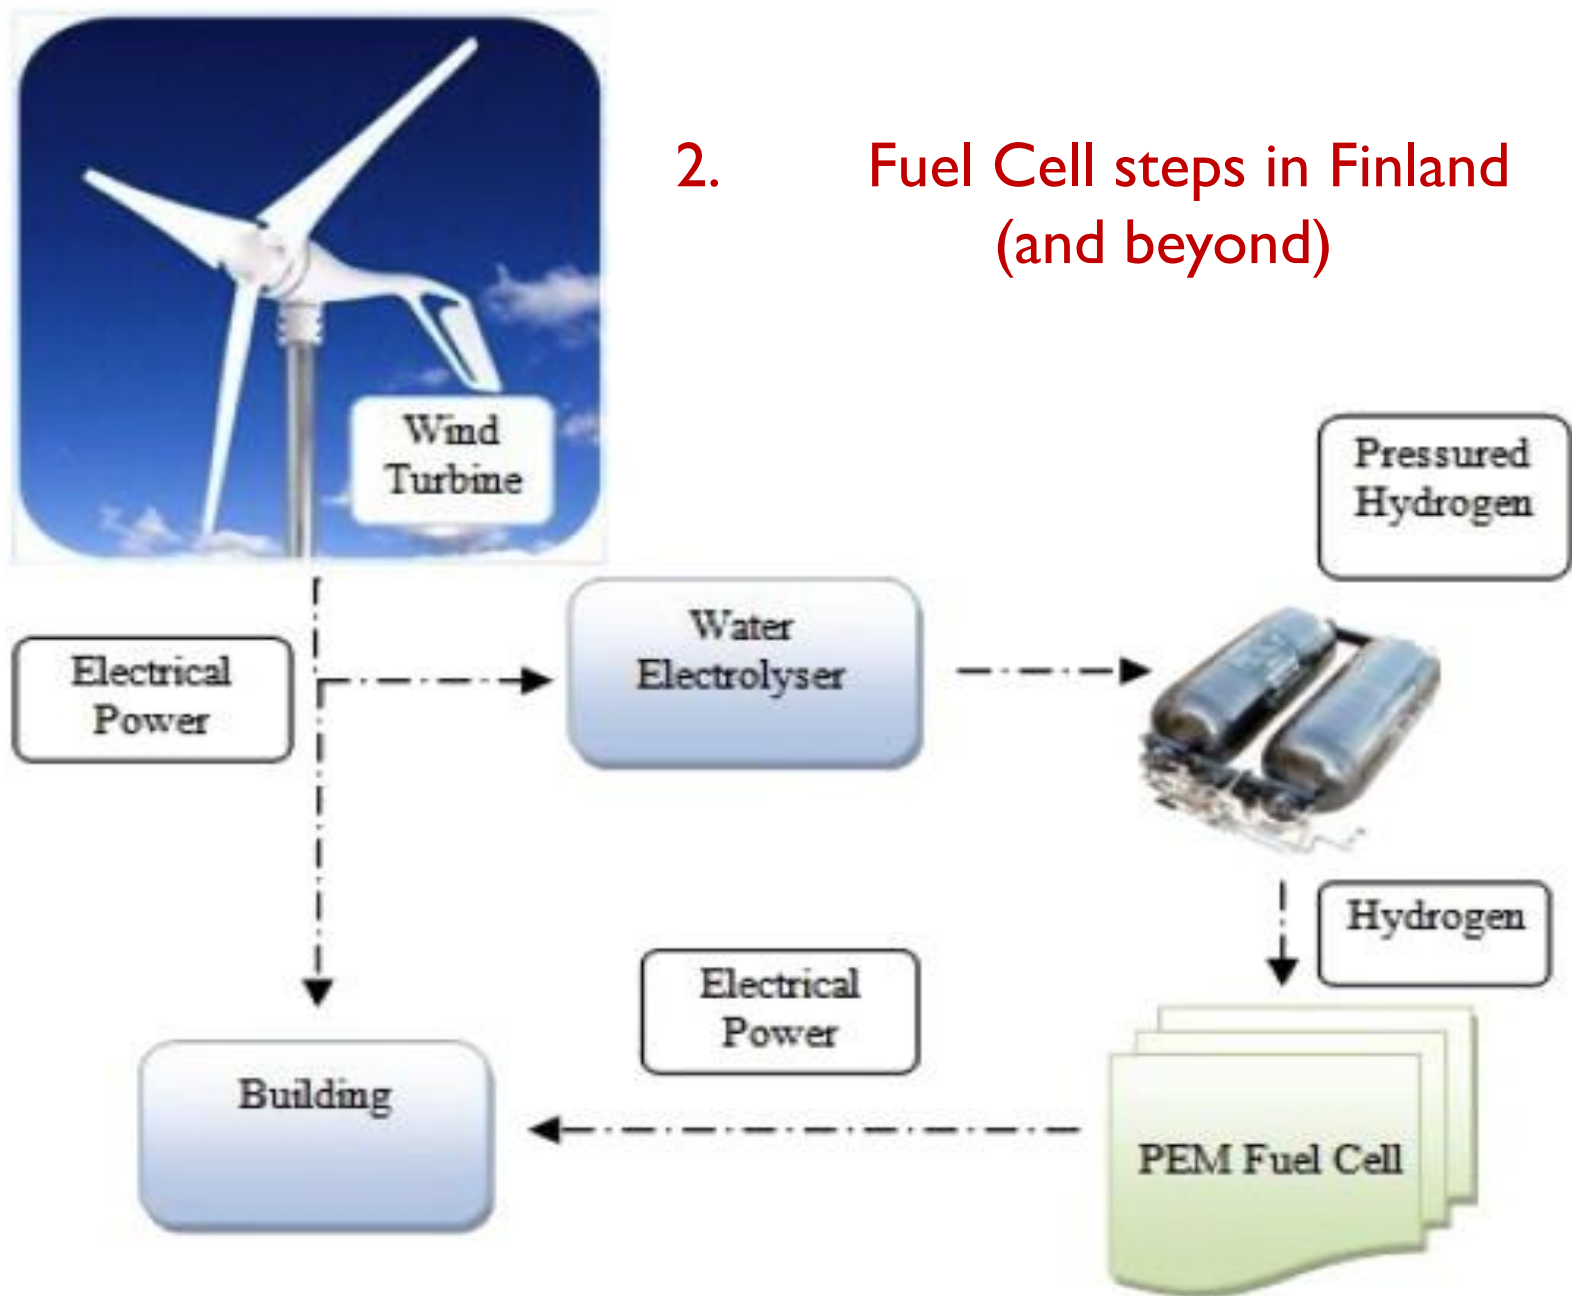 2. Fuel Cell steps in Finland
(and beyond)
Wind
Turbine
Pressured
Hydrogen
Electrical
Power
Water
Electrolyser
Hydrogen
Electrical
Power
Building
PEM Fuel Cell